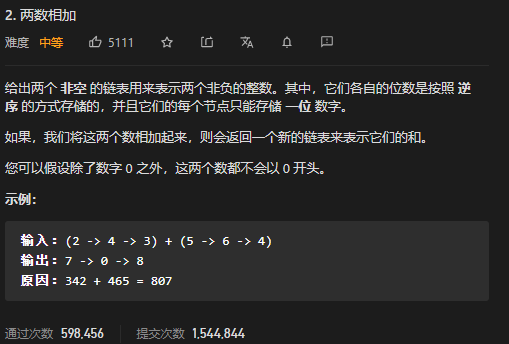 2. 两数相加
难度 中等 5111
给出两个 非空 的链表用来表示两个非负的整数。其中，它们各自的位数是按照 逆
序 的方式存储的，并且它们的每个节点只能存储 一位 数字。
如果，我们将这两个数相加起来，则会返回一个新的链表来表示它们的和。
您可以假设除了数字 0 之外，这两个数都不会以 0 开头。
示例：
输入：(2 -> 4 -> 3) + (5 -> 6 -> 4)
输出：7 -> 0 -> 8
原因：342 + 465 = 807
通过次数 598,456 提交次数 1,544,844